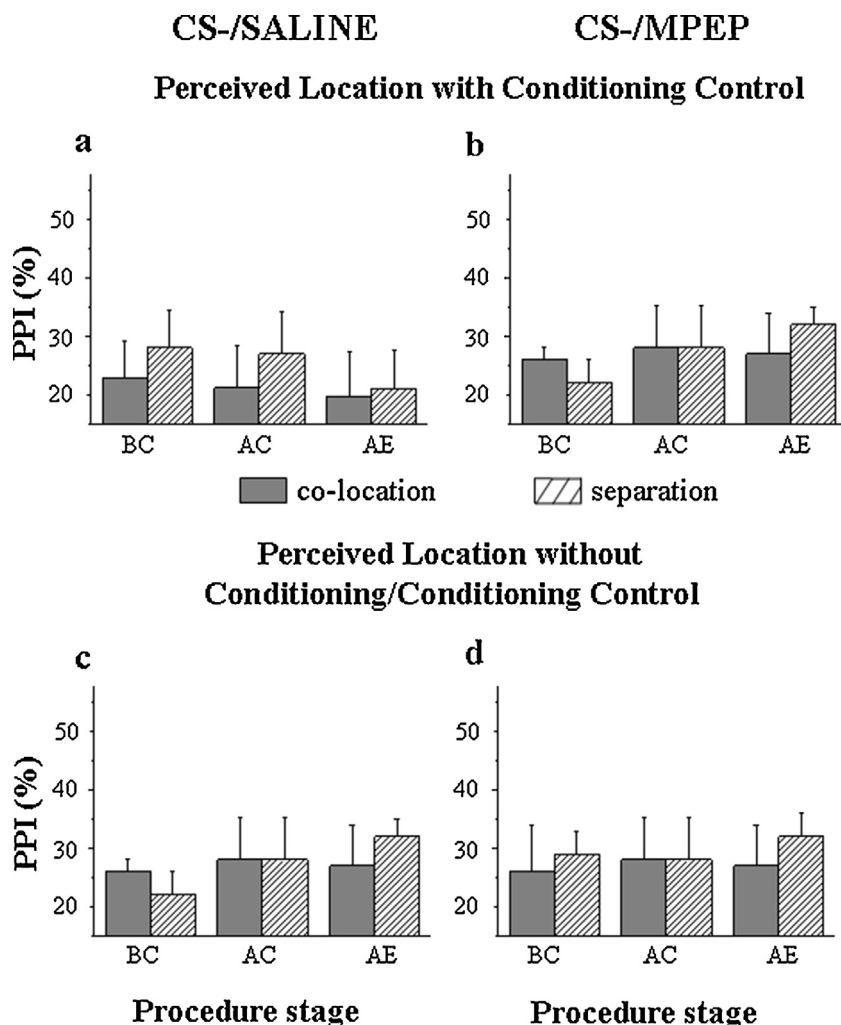 CS-/SALINE CS-/MPEP
Perceived Location with Conditioning Control
a b
PPI (%)
50 50
40 40
30 30
20 20
BC AC AE BC AC AE
co-location separation
Perceived Location without
Conditioning/Conditioning Control
c d
PPI (%)
50 50
40 40
30 30
20 20
BC AC AE BC AC AE
Procedure stage Procedure stage